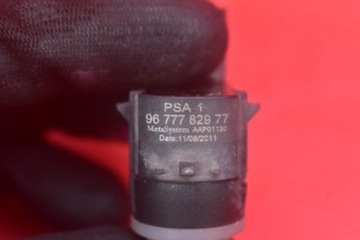 PSA 1
96 777 829 77
MetaSystem AAP01130
Date:11/08/2011